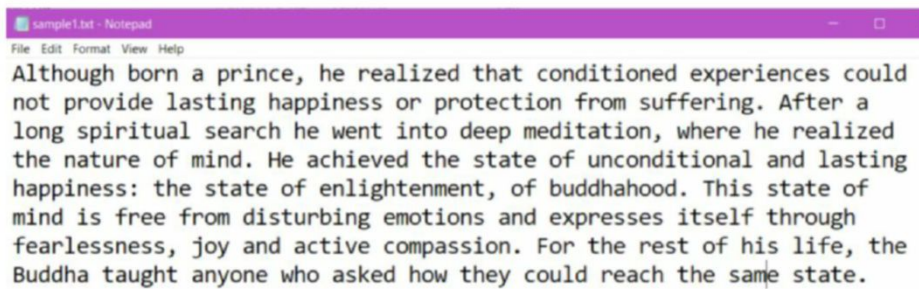 sample1.txt - Notepad
File Edit Format View Help
Although born a prince, he realized that conditioned experiences could
not provide lasting happiness or protection from suffering. After a
long spiritual search he went into deep meditation, where he realized
the nature of mind. He achieved the state of unconditional and lasting
happiness: the state of enlightenment, of buddhahood. This state of
mind is free from disturbing emotions and expresses itself through
fearlessness, joy and active compassion. For the rest of his life, the
Buddha taught anyone who asked how they could reach the same state.